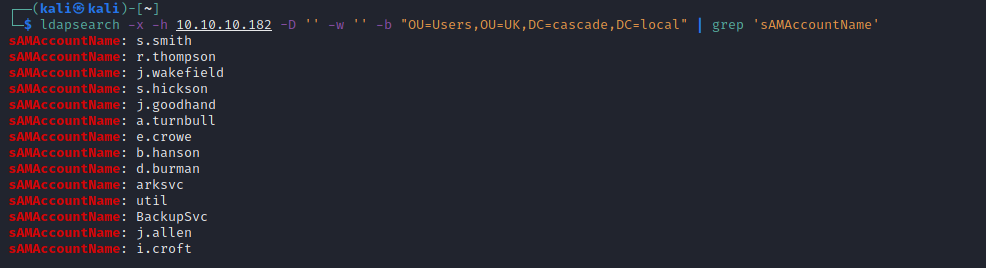 ┌──(kali㉿kali)-[~]
└─$ ldapsearch -x -h 10.10.10.182 -D '' -w '' -b "OU=Users,OU=UK,DC=cascade,DC=local" | grep 'sAMAccountName'
sAMAccountName: s.smith
sAMAccountName: r.thompson
sAMAccountName: j.wakefield
sAMAccountName: s.hickson
sAMAccountName: j.goodhand
sAMAccountName: a.turnbull
sAMAccountName: e.crowe
sAMAccountName: b.hanson
sAMAccountName: d.burman
sAMAccountName: arksvc
sAMAccountName: util
sAMAccountName: BackupSvc
sAMAccountName: j.allen
sAMAccountName: i.croft